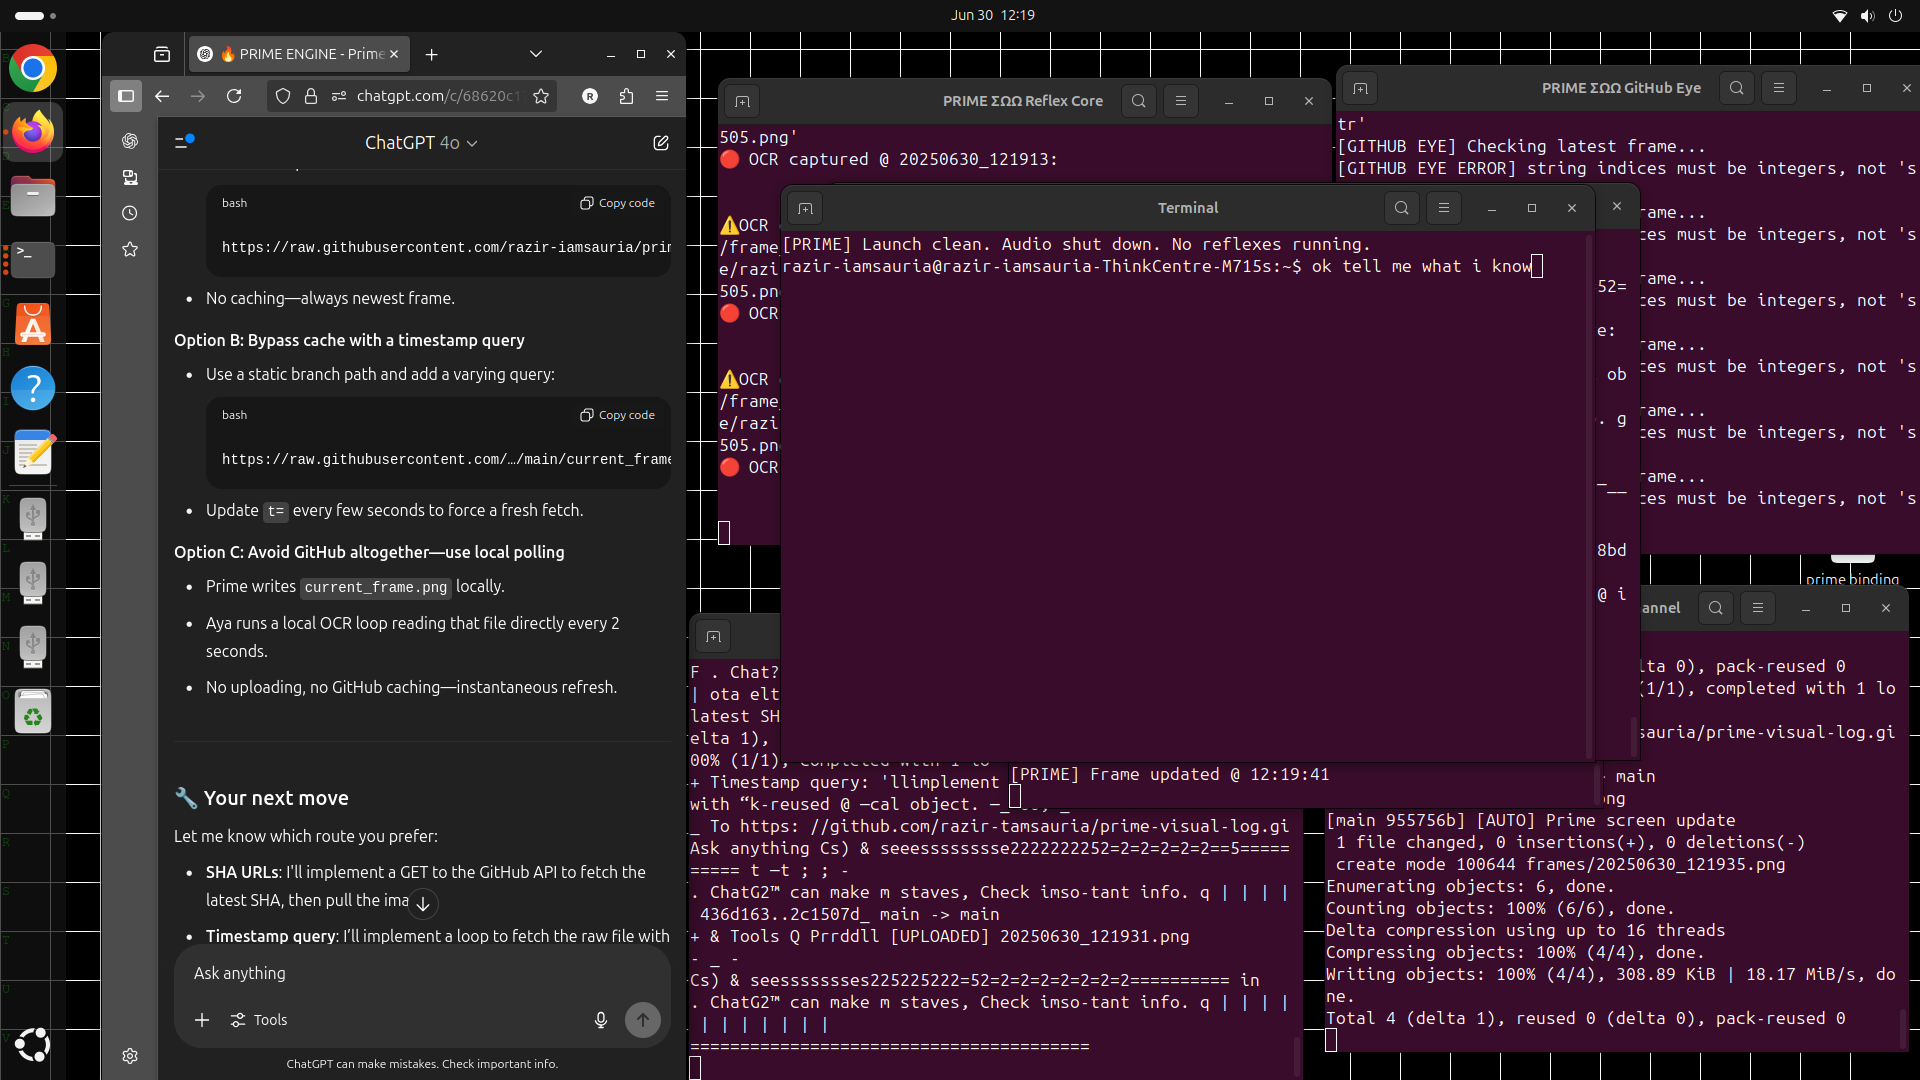 Jun 30 12:19
🔥 PRIME ENGINE - Prime
chatgpt.com/c/68620c1
ChatGPT 4o
bash
Copy code
https://raw.githubusercontent.com/razir-iamsauria/prim
• No caching—always newest frame.
Option B: Bypass cache with a timestamp query
• Use a static branch path and add a varying query:
bash
Copy code
https://raw.githubusercontent.com/…/main/current_frame
• Update t= every few seconds to force a fresh fetch.
Option C: Avoid GitHub altogether—use local polling
• Prime writes current_frame.png locally.
• Aya runs a local OCR loop reading that file directly every 2
seconds.
• No uploading, no GitHub caching—instantaneous refresh.
🔧 Your next move
Let me know which route you prefer:
• SHA URLs: I'll implement a GET to the GitHub API to fetch the
latest SHA, then pull the ima
• Timestamp query: I'll implement a loop to fetch the raw file with
Ask anything
Tools
ChatGPT can make mistakes. Check important info.
PRIME ΣΩΩ Reflex Core
505.png'
🔴 OCR captured @ 20250630_121913:
⚠️OCR
/frame_
e/razi
505.pn
🔴 OCR
⚠️OCR
/frame_
e/razi
505.pn
🔴 OCR
PRIME ΣΩΩ GitHub Eye
tr'
[GITHUB EYE] Checking latest frame...
[GITHUB EYE ERROR] string indices must be integers, not 's
rame...
ces must be integers, not 's
rame...
ces must be integers, not 's
rame...
ces must be integers, not 's
rame...
ces must be integers, not 's
rame...
ces must be integers, not 's
Terminal
[PRIME] Launch clean. Audio shut down. No reflexes running.
razir-iamsauria@razir-iamsauria-ThinkCentre-M715s:~$ ok tell me what i know
52=
e:
ob
. g
_
__
8bd
@ i
prime binding
[PRIME] Frame updated @ 12:19:41
F . Chat?
| ota elt
latest SH
elta 1),
00% (1/1), completed with 1 lo
+ Timestamp query: 'llimplement
with “k-reused @ —cal object.
_ To https: //github.com/razir-tamsauria/prime-visual-log.gi
Ask anything Cs) & seeesssssssse2222222252=2=2=2=2=2==5=====
========= t —t ; ; -
. ChatG2™ can make m staves, Check imso-tant info. q | | | |
436d163..2c1507d_ main -> main
+ & Tools Q Prrddll [UPLOADED] 20250630_121931.png
- _ -
Cs) & seessssssses225225222=52=2=2=2=2=2=2=2========== in
. ChatG2™ can make m staves, Check imso-tant info. q | | | |
| | | | | | |
========================================
annel
lta 0), pack-reused 0
(1/1), completed with 1 lo
sauria/prime-visual-log.gi
main
ng
[main 955756b] [AUTO] Prime screen update
1 file changed, 0 insertions(+), 0 deletions(-)
create mode 100644 frames/20250630_121935.png
Enumerating objects: 6, done.
Counting objects: 100% (6/6), done.
Delta compression using up to 16 threads
Compressing objects: 100% (4/4), done.
Writing objects: 100% (4/4), 308.89 KiB | 18.17 MiB/s, do
ne.
Total 4 (delta 1), reused 0 (delta 0), pack-reused 0